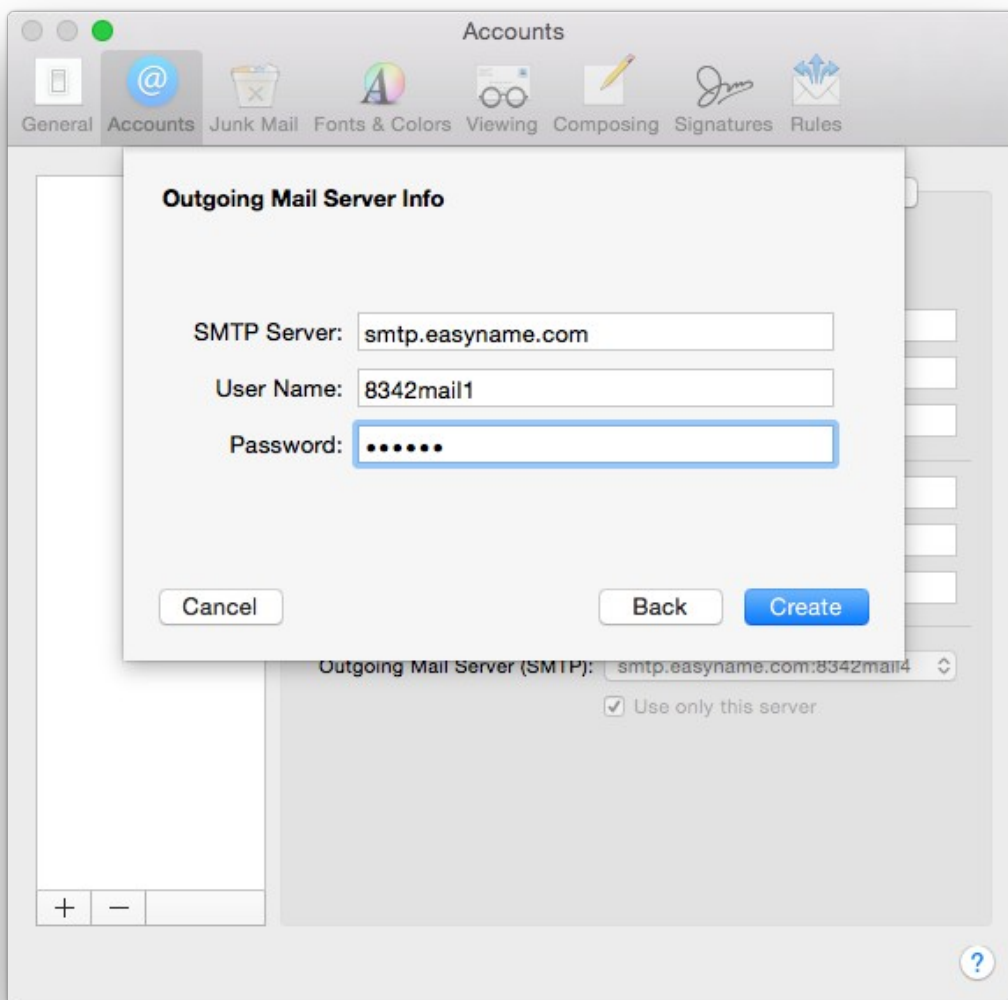 Accounts
General Accounts Junk Mail Fonts & Colors Viewing Composing Signatures Rules
Outgoing Mail Server Info
SMTP Server: smtp.easyname.com
User Name: 8342mail1
Password: ••••••
Cancel Back Create
Outgoing Mail Server (SMTP): smtp.easyname.com:8342mail4
Use only this server
+ −
?